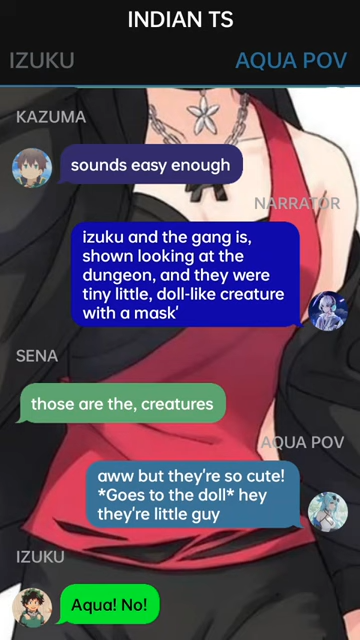 INDIAN TS
IZUKU
AQUA POV
KAZUMA
sounds easy enough
NARRATOR
izuku and the gang is,
shown looking at the
dungeon, and they were
tiny little, doll-like creature
with a mask'
SENA
those are the, creatures
AQUA POV
aww but they're so cute!
*Goes to the doll* hey
they're little guy
IZUKU
Aqua! No!